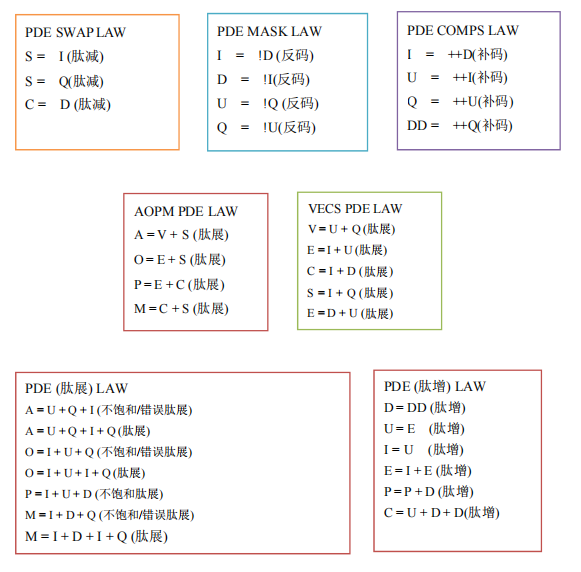 PDE SWAP LAW
S = I (肽减)
S = Q(肽减)
C = D (肽减)
PDE MASK LAW
I = !D (反码)
D = !I(反码)
U = !Q (反码)
Q = !U(反码)
PDE COMPS LAW
I = ++D(补码)
U = ++I(补码)
Q = ++U(补码)
DD = ++Q(补码)
AOPM PDE LAW
A = V + S (肽展)
O = E + S (肽展)
P = E + C (肽展)
M = C + S (肽展)
VECS PDE LAW
V = U + Q (肽展)
E = I + U (肽展)
C = I + D (肽展)
S = I + Q (肽展)
E = D + U (肽展)
PDE (肽展) LAW
A = U + Q + I (不饱和/错误肽展)
A = U + Q + I + Q (肽展)
O = I + U + Q (不饱和/错误肽展)
O = I + U + I + Q (肽展)
P = I + U + D (不饱和肽展)
M = I + D + Q (不饱和/错误肽展)
M = I + D + I + Q (肽展)
PDE (肽增) LAW
D = DD (肽增)
U = E (肽增)
I = U (肽增)
E = I + E (肽增)
P = P + D (肽增)
C = U + D + D(肽增)